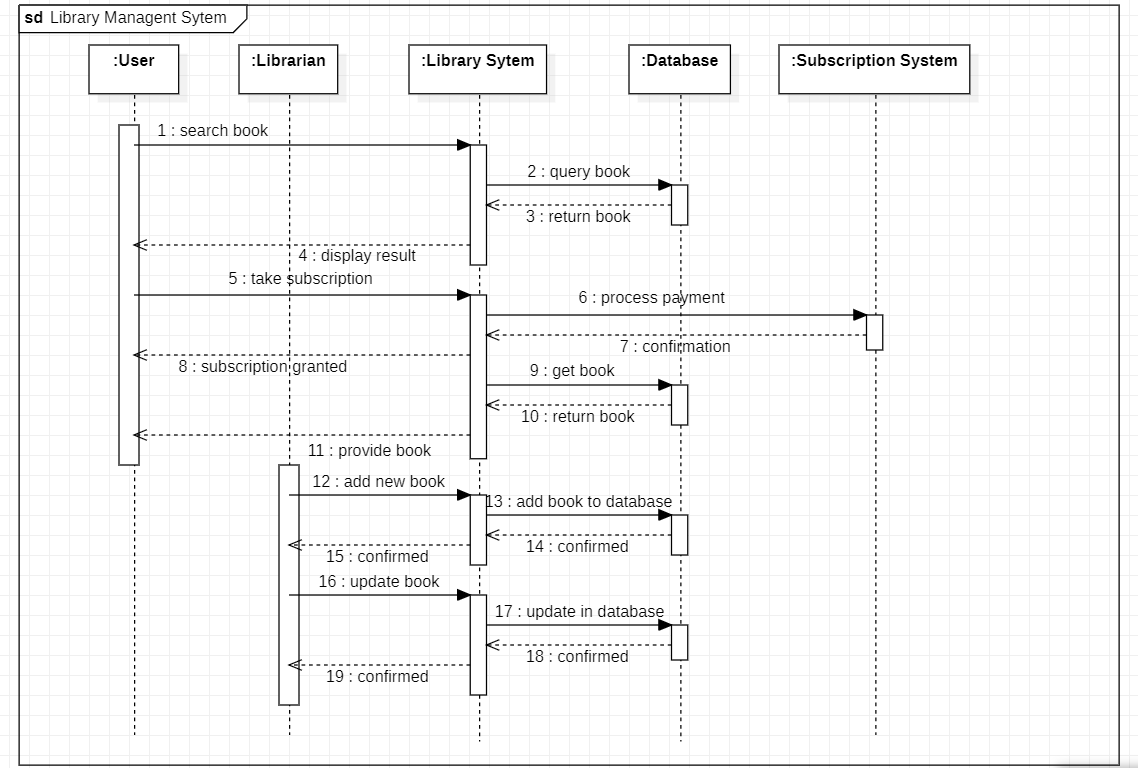 sd Library Managent Sytem
:User
:Librarian
:Library Sytem
:Database
:Subscription System
1 : search book
2 : query book
3 : return book
4 : display result
5 : take subscription
6 : process payment
7 : confirmation
8 : subscription granted
9 : get book
10 : return book
11 : provide book
12 : add new book
13 : add book to database
14 : confirmed
15 : confirmed
16 : update book
17 : update in database
18 : confirmed
19 : confirmed